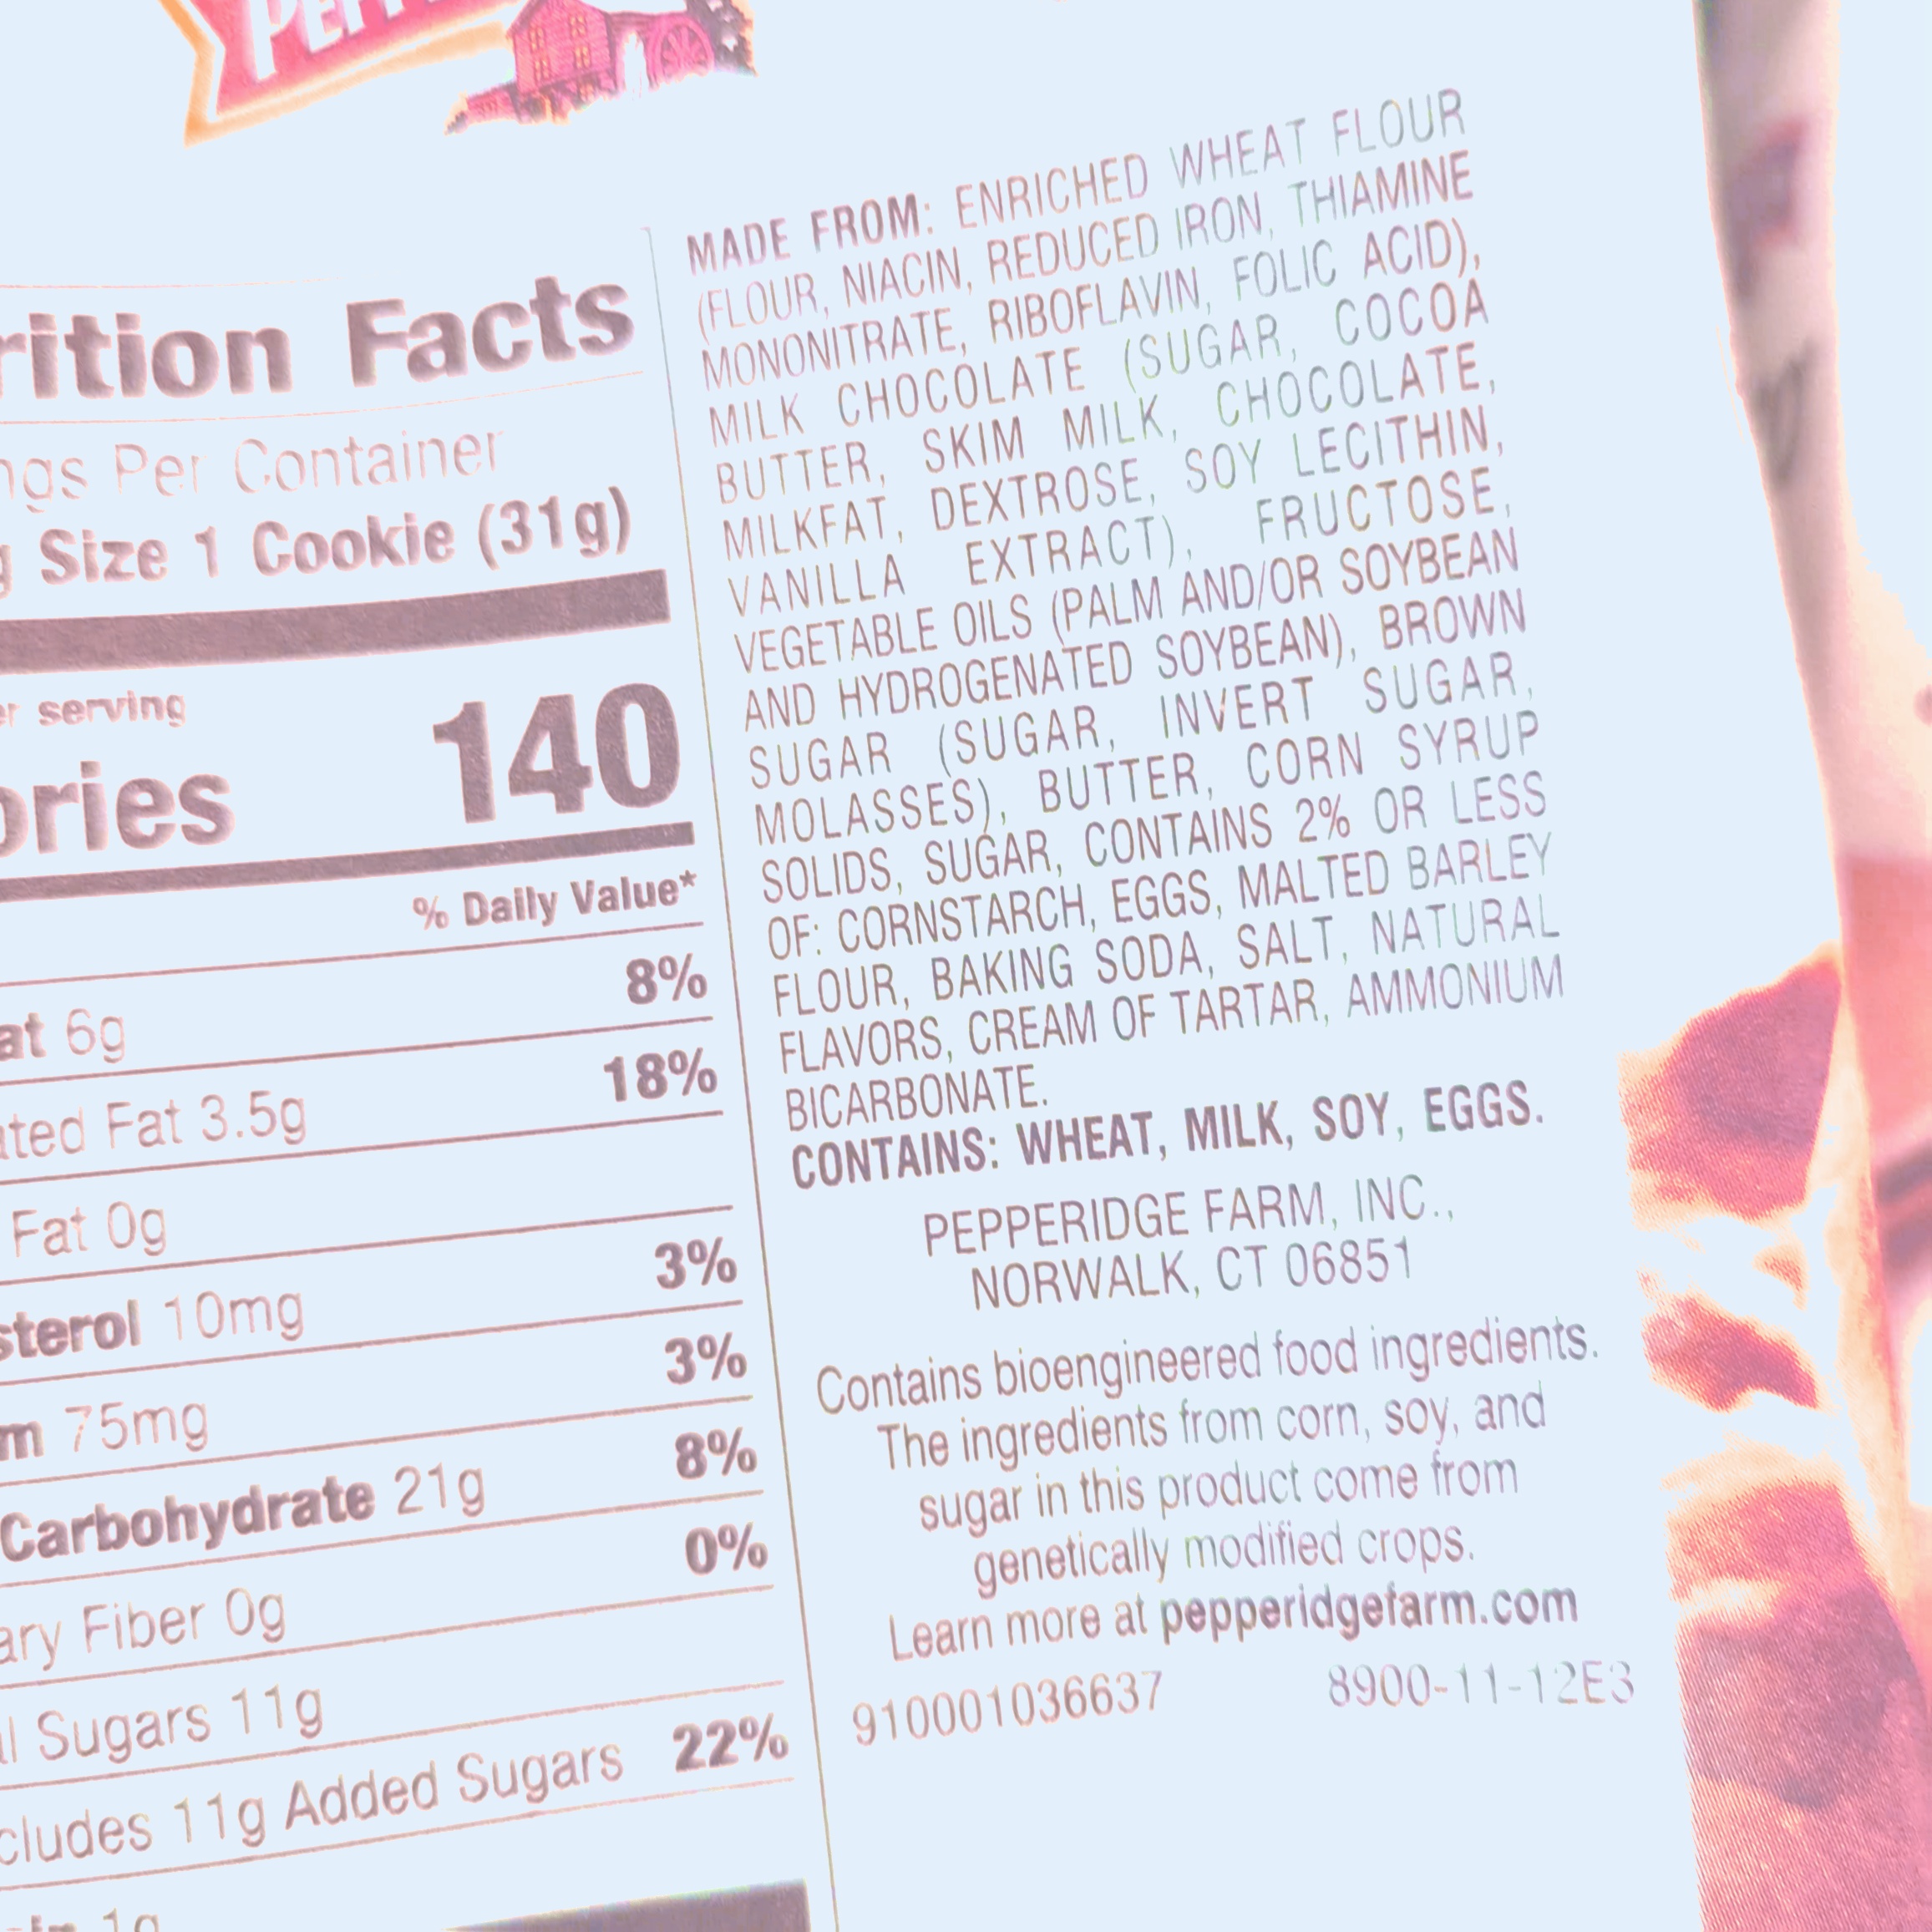 rition Facts
Per Container
Size 1 Cookie (31g)
serving
ories 140
% Daily Value*
at 6g 8%
ted Fat 3.5g 18%
Fat 0g
sterol 10mg 3%
m 75mg 3%
Carbohydrate 21g 8%
ary Fiber 0g 0%
l Sugars 11g
cludes 11g Added Sugars 22%
1g
MADE FROM: ENRICHED WHEAT FLOUR
(FLOUR, NIACIN, REDUCED IRON, THIAMINE
MONONITRATE, RIBOFLAVIN, FOLIC ACID),
MILK CHOCOLATE (SUGAR, COCOA
BUTTER, SKIM MILK, CHOCOLATE,
MILKFAT, DEXTROSE, SOY LECITHIN,
VANILLA EXTRACT), FRUCTOSE,
VEGETABLE OILS (PALM AND/OR SOYBEAN
AND HYDROGENATED SOYBEAN), BROWN
SUGAR (SUGAR, INVERT SUGAR,
MOLASSES), BUTTER, CORN SYRUP
SOLIDS, SUGAR, CONTAINS 2% OR LESS
OF: CORNSTARCH, EGGS, MALTED BARLEY
FLOUR, BAKING SODA, SALT, NATURAL
FLAVORS, CREAM OF TARTAR, AMMONIUM
BICARBONATE.
CONTAINS: WHEAT, MILK, SOY, EGGS.
PEPPERIDGE FARM, INC.,
NORWALK, CT 06851
Contains bioengineered food ingredients.
The ingredients from corn, soy, and
sugar in this product come from
genetically modified crops.
Learn more at pepperidgefarm.com
910001036637 8900-11-12E3